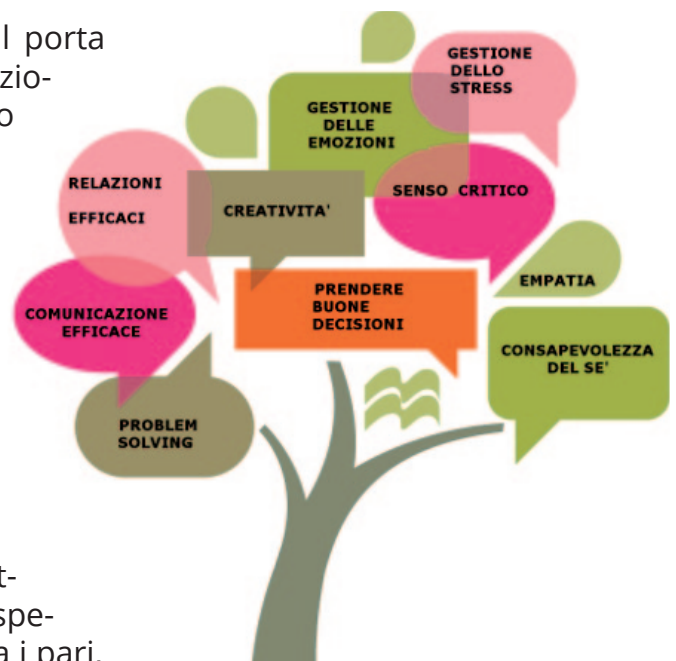 l porta
zio-
o
GESTIONE
DELLO
STRESS
GESTIONE
DELLE
EMOZIONI
RELAZIONI
EFFICACI
CREATIVITA'
SENSO CRITICO
EMPATIA
PRENDERE
BUONE
DECISIONI
COMUNICAZIONE
EFFICACE
CONSAPEVOLEZZA
DEL SE'
PROBLEM
SOLVING
t-
spe-
a i pari.